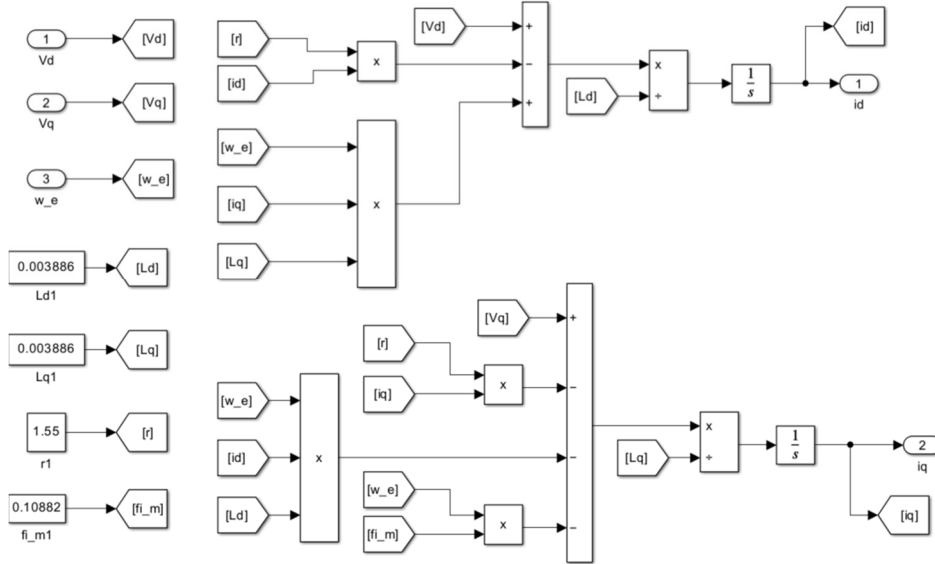 1
Vd
[Vd]
2
Vq
[Vq]
3
w_e
[w_e]
0.003886
Ld1
[Ld]
0.003886
Lq1
[Lq]
1.55
r1
[r]
0.10882
fi_m1
[fi_m]
[r]
[id]
x
[w_e]
[iq]
[Lq]
x
[Vd]
+
−
+
[Ld]
x
÷
1
s
[id]
1
id
[w_e]
[id]
[Ld]
x
[Vq]
[r]
[iq]
x
[w_e]
[fi_m]
x
+
−
−
−
[Lq]
x
÷
1
s
2
iq
[iq]